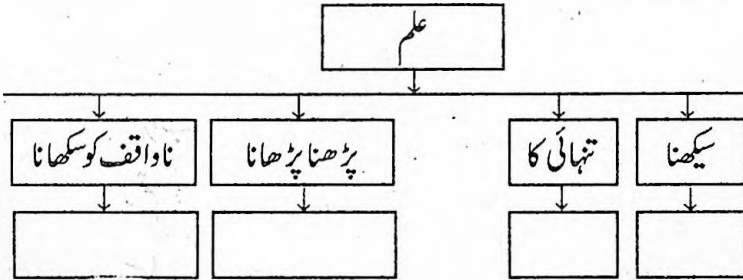 علم
سیکھنا
تنہائی کا
پڑھنا پڑھانا
ناواقف کو سکھانا